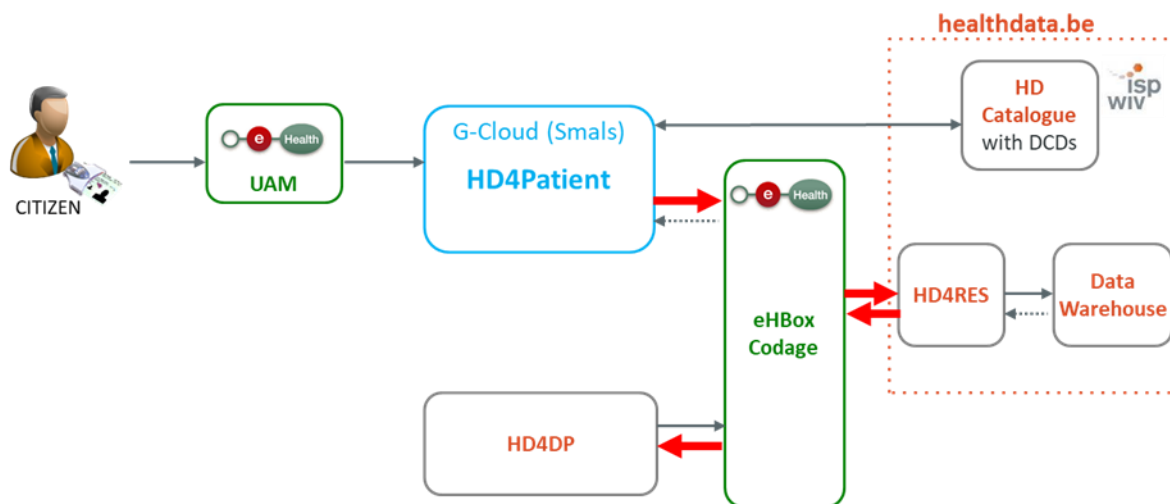 healthdata.be
isp
wiv
HD
Catalogue
with DCDs
e
Health
UAM
CITIZEN
G-Cloud (Smals)
HD4Patient
e
Health
eHBox
Codage
HD4RES
Data
Warehouse
HD4DP